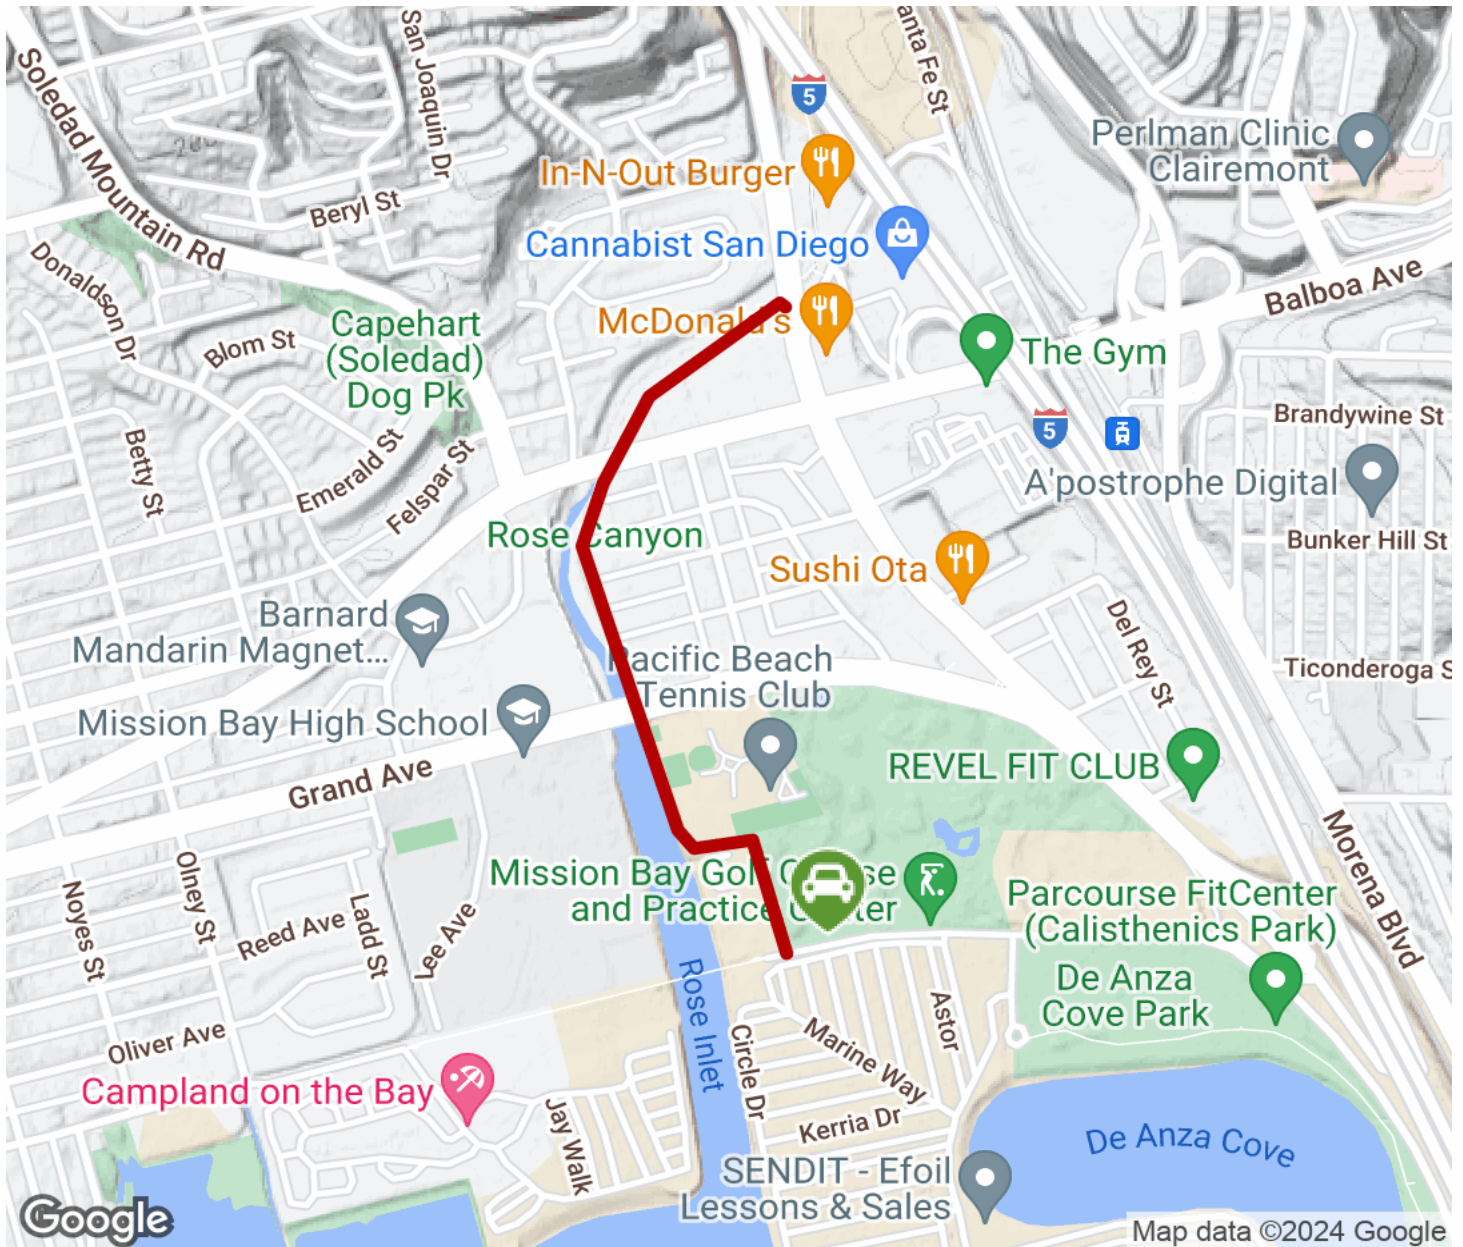 San Joaquin Dr
anta Fe St
Soledad Mountain Rd
5
In-N-Out Burger
Perlman Clinic
Clairemont
Beryl St
Cannabist San Diego
Donaldson Dr
Balboa Ave
Capehart
(Soledad)
Dog Pk
McDonald's
Blom St
The Gym
Brandywine St
5
Betty St
Emerald St
Felspar St
A'postrophe Digital
Rose Canyon
Bunker Hill St
Sushi Ota
Barnard
Mandarin Magnet...
Del Rey St
Pacific Beach
Tennis Club
Ticonderoga S
Mission Bay High School
REVEL FIT CLUB
Grand Ave
Morena Blvd
Mission Bay Golf Course
and Practice Center
Parcourse FitCenter
(Calisthenics Park)
Noyes St
Olney St
Reed Ave
Ladd St
Lee Ave
De Anza
Cove Park
Rose Inlet
Astor
Oliver Ave
Circle Dr
Marine Way
Campland on the Bay
Jay Walk
Kerria Dr
De Anza Cove
SENDIT - Efoil
Lessons & Sales
Google
Map data ©2024 Google